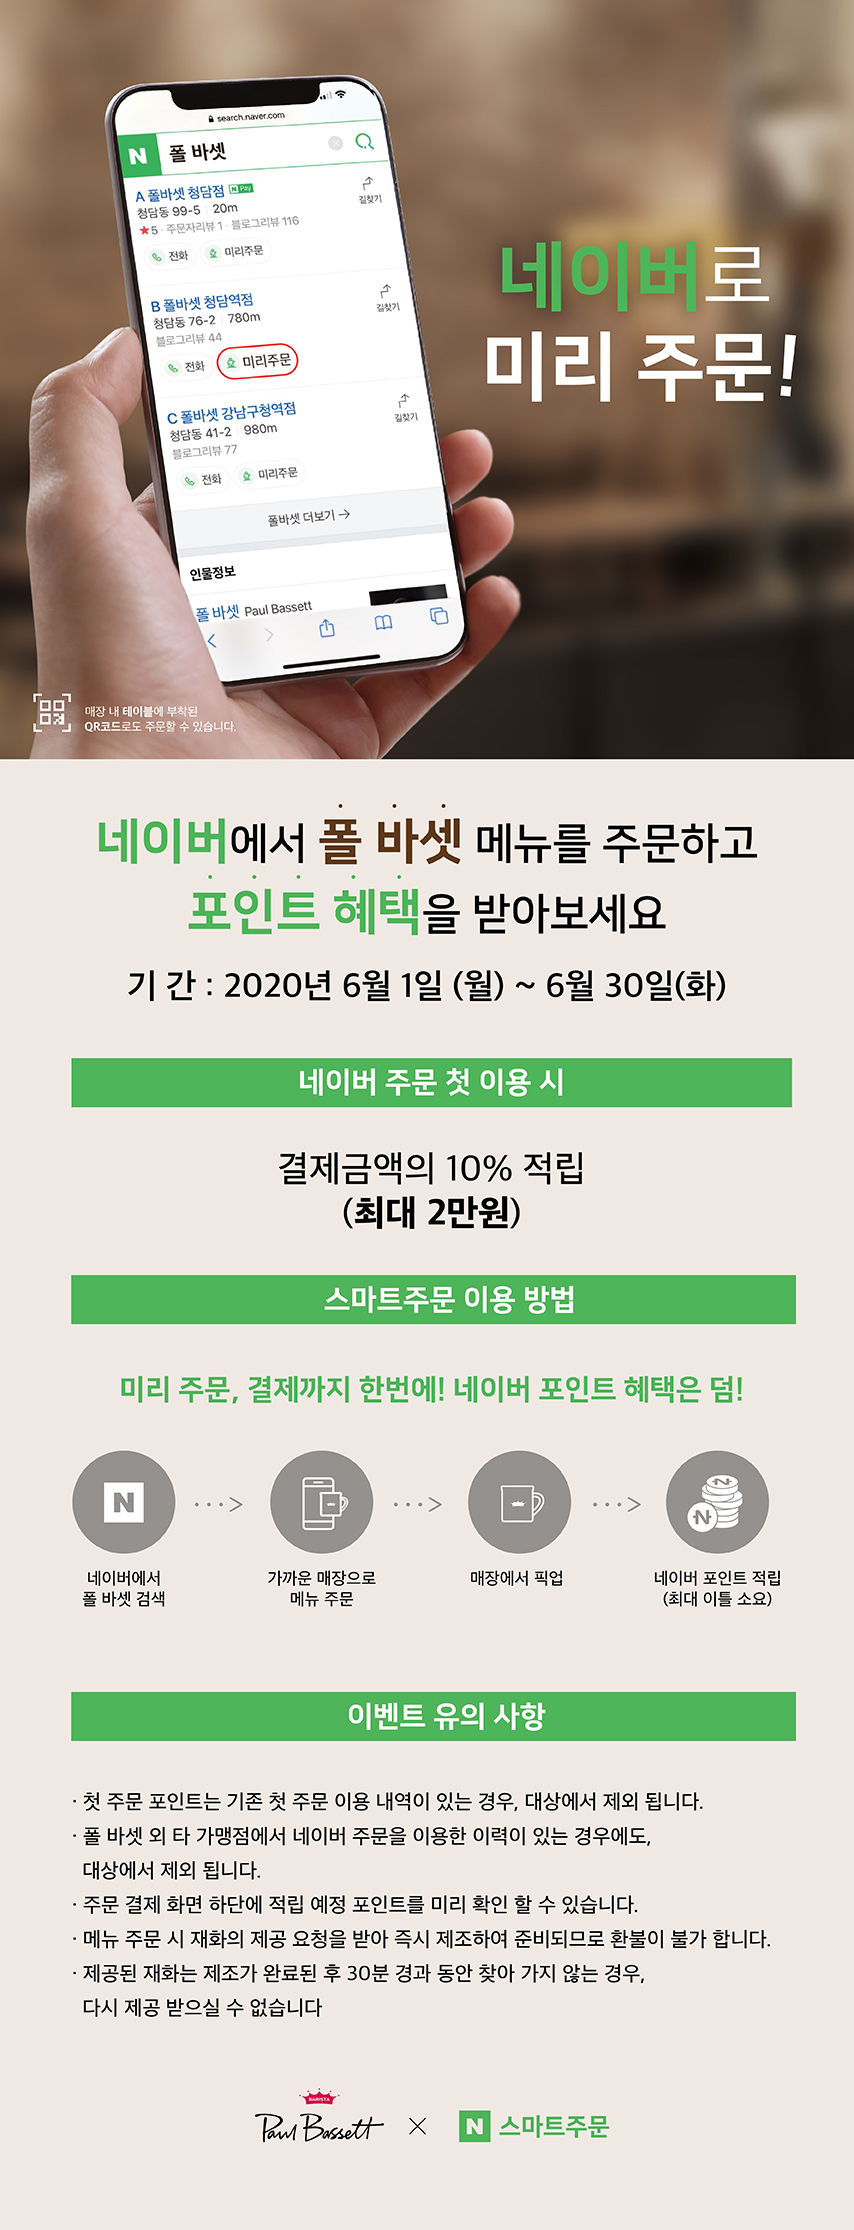 search.naver.com
N 폴 바셋
A 폴바셋 청담점 N Pay
청담동 99-5 20m
길찾기
★5 · 주문자리뷰 1 · 블로그리뷰 116
전화 미리주문
B 폴바셋 청담역점
청담동 76-2 780m
길찾기
블로그리뷰 44
전화 미리주문
C 폴바셋 강남구청역점
청담동 41-2 980m
길찾기
블로그리뷰 77
전화 미리주문
폴바셋 더보기 →
인물정보
폴 바셋 Paul Bassett
네이버로
미리 주문!
매장 내 테이블에 부착된
QR코드로도 주문할 수 있습니다.
네이버에서 폴 바셋 메뉴를 주문하고
포인트 혜택을 받아보세요
기 간 : 2020년 6월 1일 (월) ~ 6월 30일(화)
네이버 주문 첫 이용 시
결제금액의 10% 적립
(최대 2만원)
스마트주문 이용 방법
미리 주문, 결제까지 한번에! 네이버 포인트 혜택은 덤!
N
네이버에서
폴 바셋 검색
가까운 매장으로
메뉴 주문
매장에서 픽업
네이버 포인트 적립
(최대 이틀 소요)
이벤트 유의 사항
· 첫 주문 포인트는 기존 첫 주문 이용 내역이 있는 경우, 대상에서 제외 됩니다.
· 폴 바셋 외 타 가맹점에서 네이버 주문을 이용한 이력이 있는 경우에도,
대상에서 제외 됩니다.
· 주문 결제 화면 하단에 적립 예정 포인트를 미리 확인 할 수 있습니다.
· 메뉴 주문 시 재화의 제공 요청을 받아 즉시 제조하여 준비되므로 환불이 불가 합니다.
· 제공된 재화는 제조가 완료된 후 30분 경과 동안 찾아 가지 않는 경우,
다시 제공 받으실 수 없습니다
BARISTA
Paul Bassett × N 스마트주문